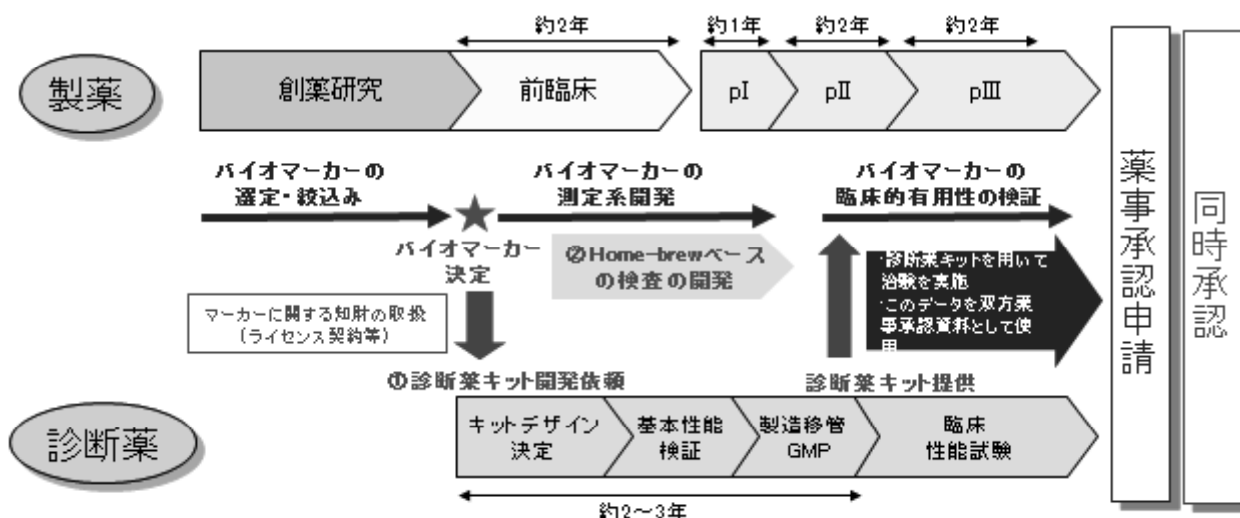 約2年
約1年
約2年
約2年
製薬
創薬研究
前臨床
pⅠ
pⅡ
pⅢ
バイオマーカーの
選定・絞込み
バイオマーカーの
測定系開発
バイオマーカーの
臨床的有用性の検証
バイオマーカー
決定
②Home-brewベース
の検査の開発
・診断薬キットを用いて
治験を実施
・このデータを双方薬
事承認資料として使
用
マーカーに関する知財の取扱
(ライセンス契約等)
①診断薬キット開発依頼
診断薬キット提供
診断薬
キットデザイン
決定
基本性能
検証
製造移管
GMP
臨床
性能試験
約2～3年
薬事承認申請
同時承認